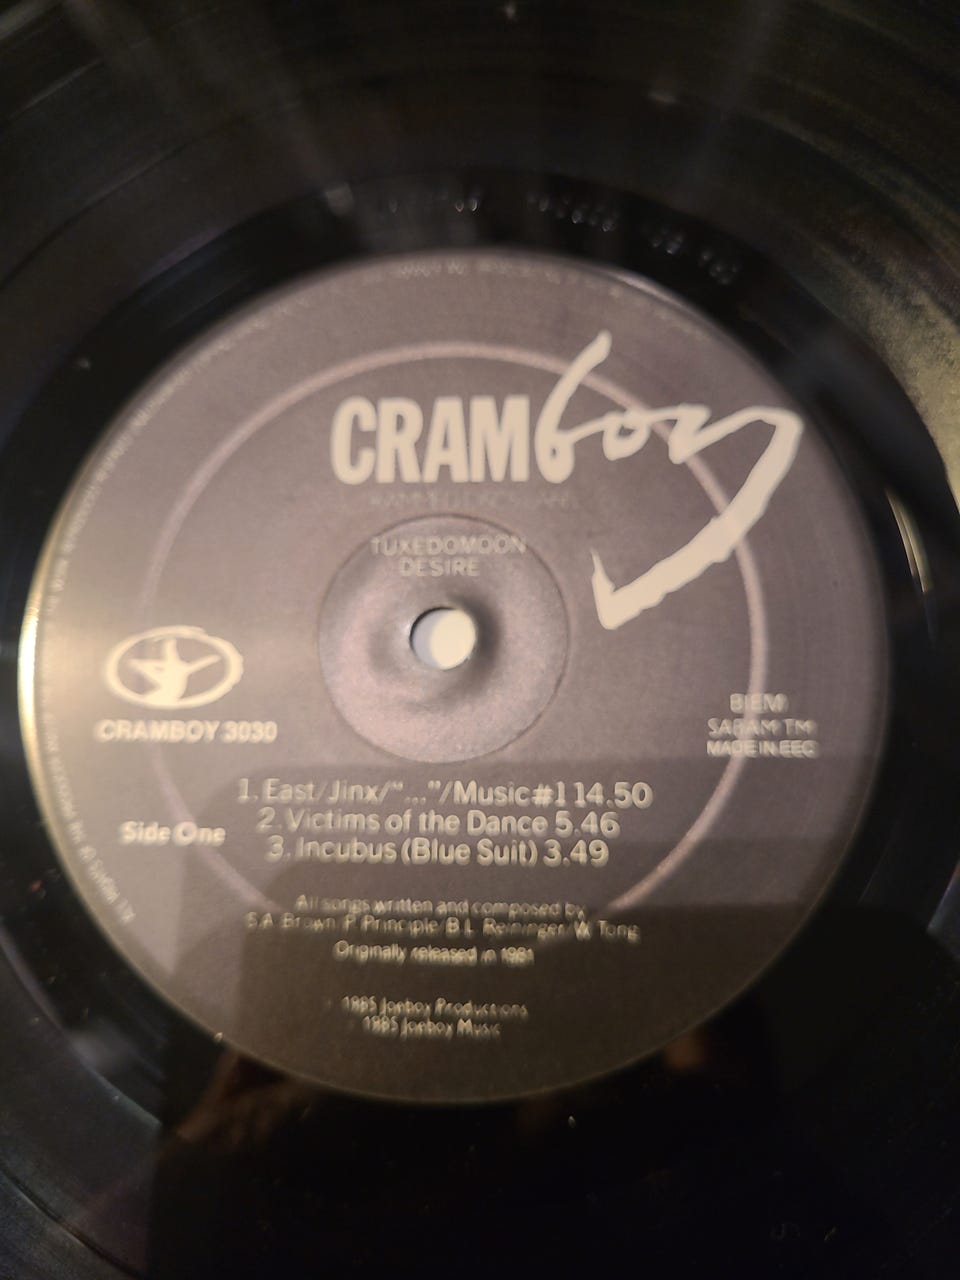 CRAMboy
TUXEDOMOON
DESIRE
CRAMBOY 3030
BIEM
SABAM TM
MADE IN EEC
1. East/Jinx/"..."/Music#1 14.50
2. Victims of the Dance 5.46
3. Incubus (Blue Suit) 3.49
Side One
All songs written and composed by
S.A. Brown/P. Principle/B.L. Reininger/W. Tong
Originally released in 1981
1985 Joeboy Productions
1985 Joeboy Music